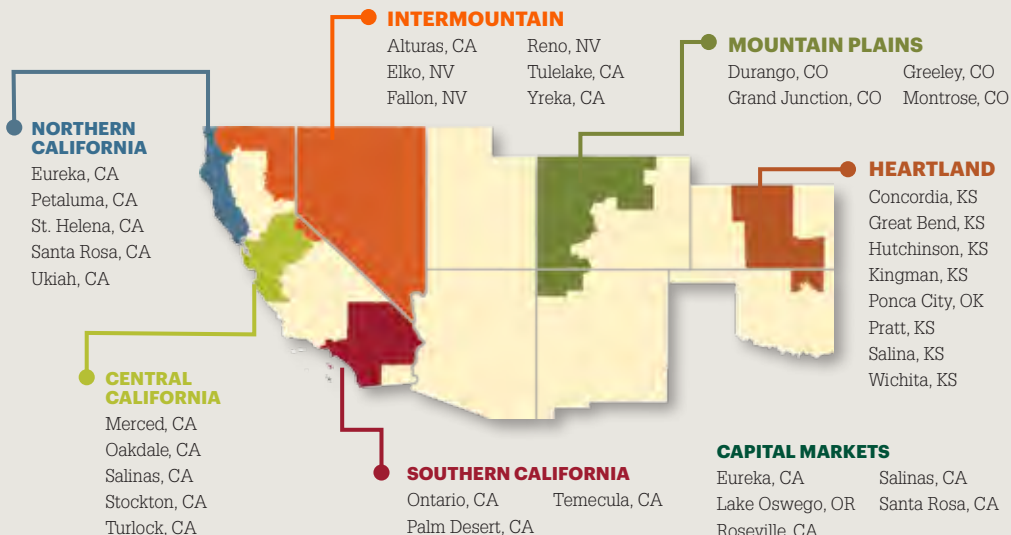 INTERMOUNTAIN
Alturas, CA
Elko, NV
Fallon, NV
Reno, NV
Tulelake, CA
Yreka, CA
MOUNTAIN PLAINS
Durango, CO
Grand Junction, CO
Greeley, CO
Montrose, CO
NORTHERN
CALIFORNIA
Eureka, CA
Petaluma, CA
St. Helena, CA
Santa Rosa, CA
Ukiah, CA
HEARTLAND
Concordia, KS
Great Bend, KS
Hutchinson, KS
Kingman, KS
Ponca City, OK
Pratt, KS
Salina, KS
Wichita, KS
CENTRAL
CALIFORNIA
Merced, CA
Oakdale, CA
Salinas, CA
Stockton, CA
Turlock, CA
SOUTHERN CALIFORNIA
Ontario, CA
Palm Desert, CA
Temecula, CA
CAPITAL MARKETS
Eureka, CA
Lake Oswego, OR
Roseville, CA
Salinas, CA
Santa Rosa, CA